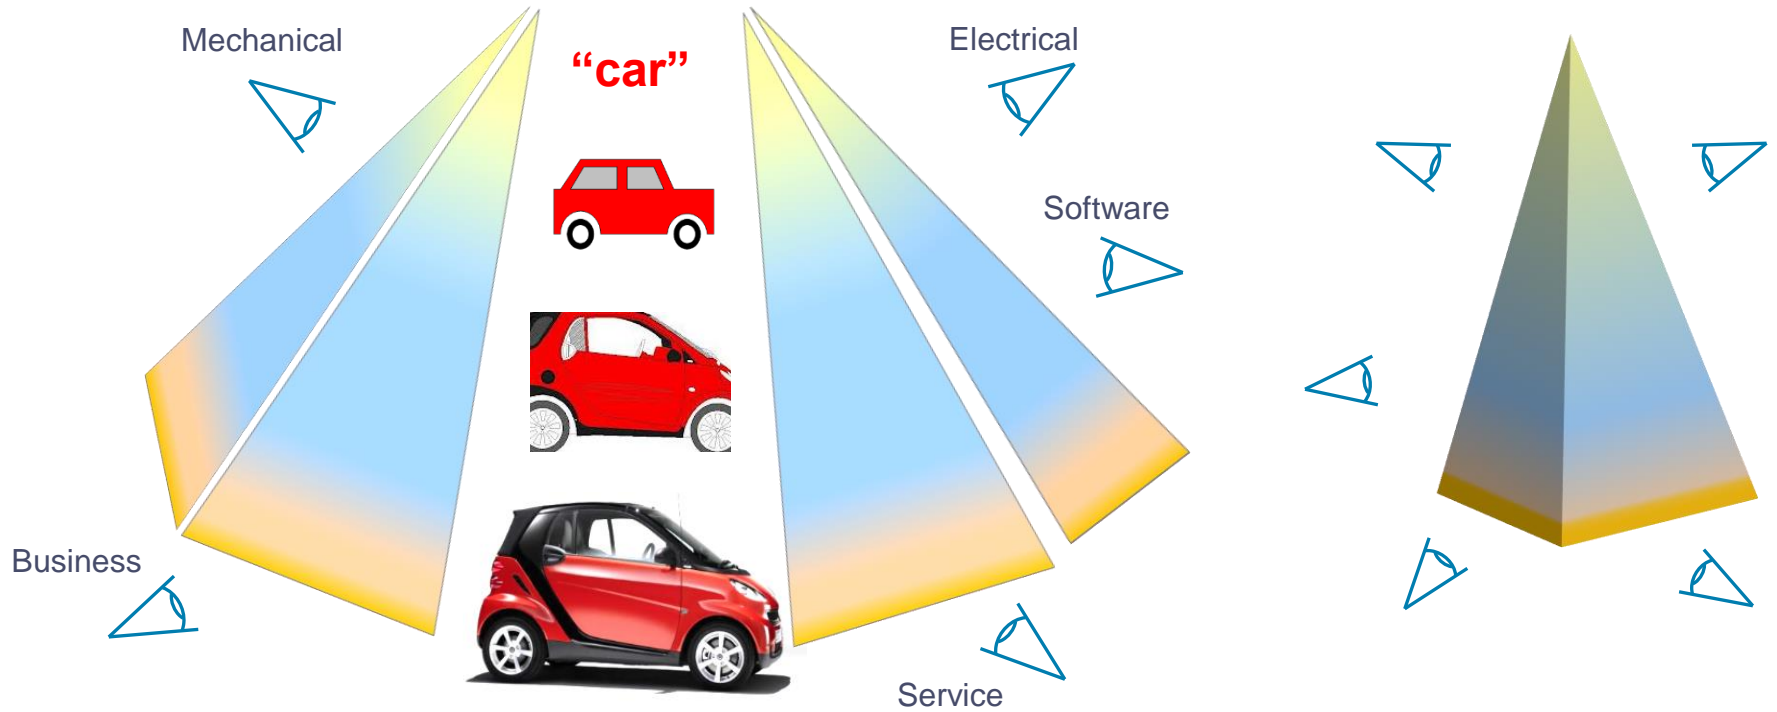 Mechanical
“car”
Electrical
Software
Business
Service